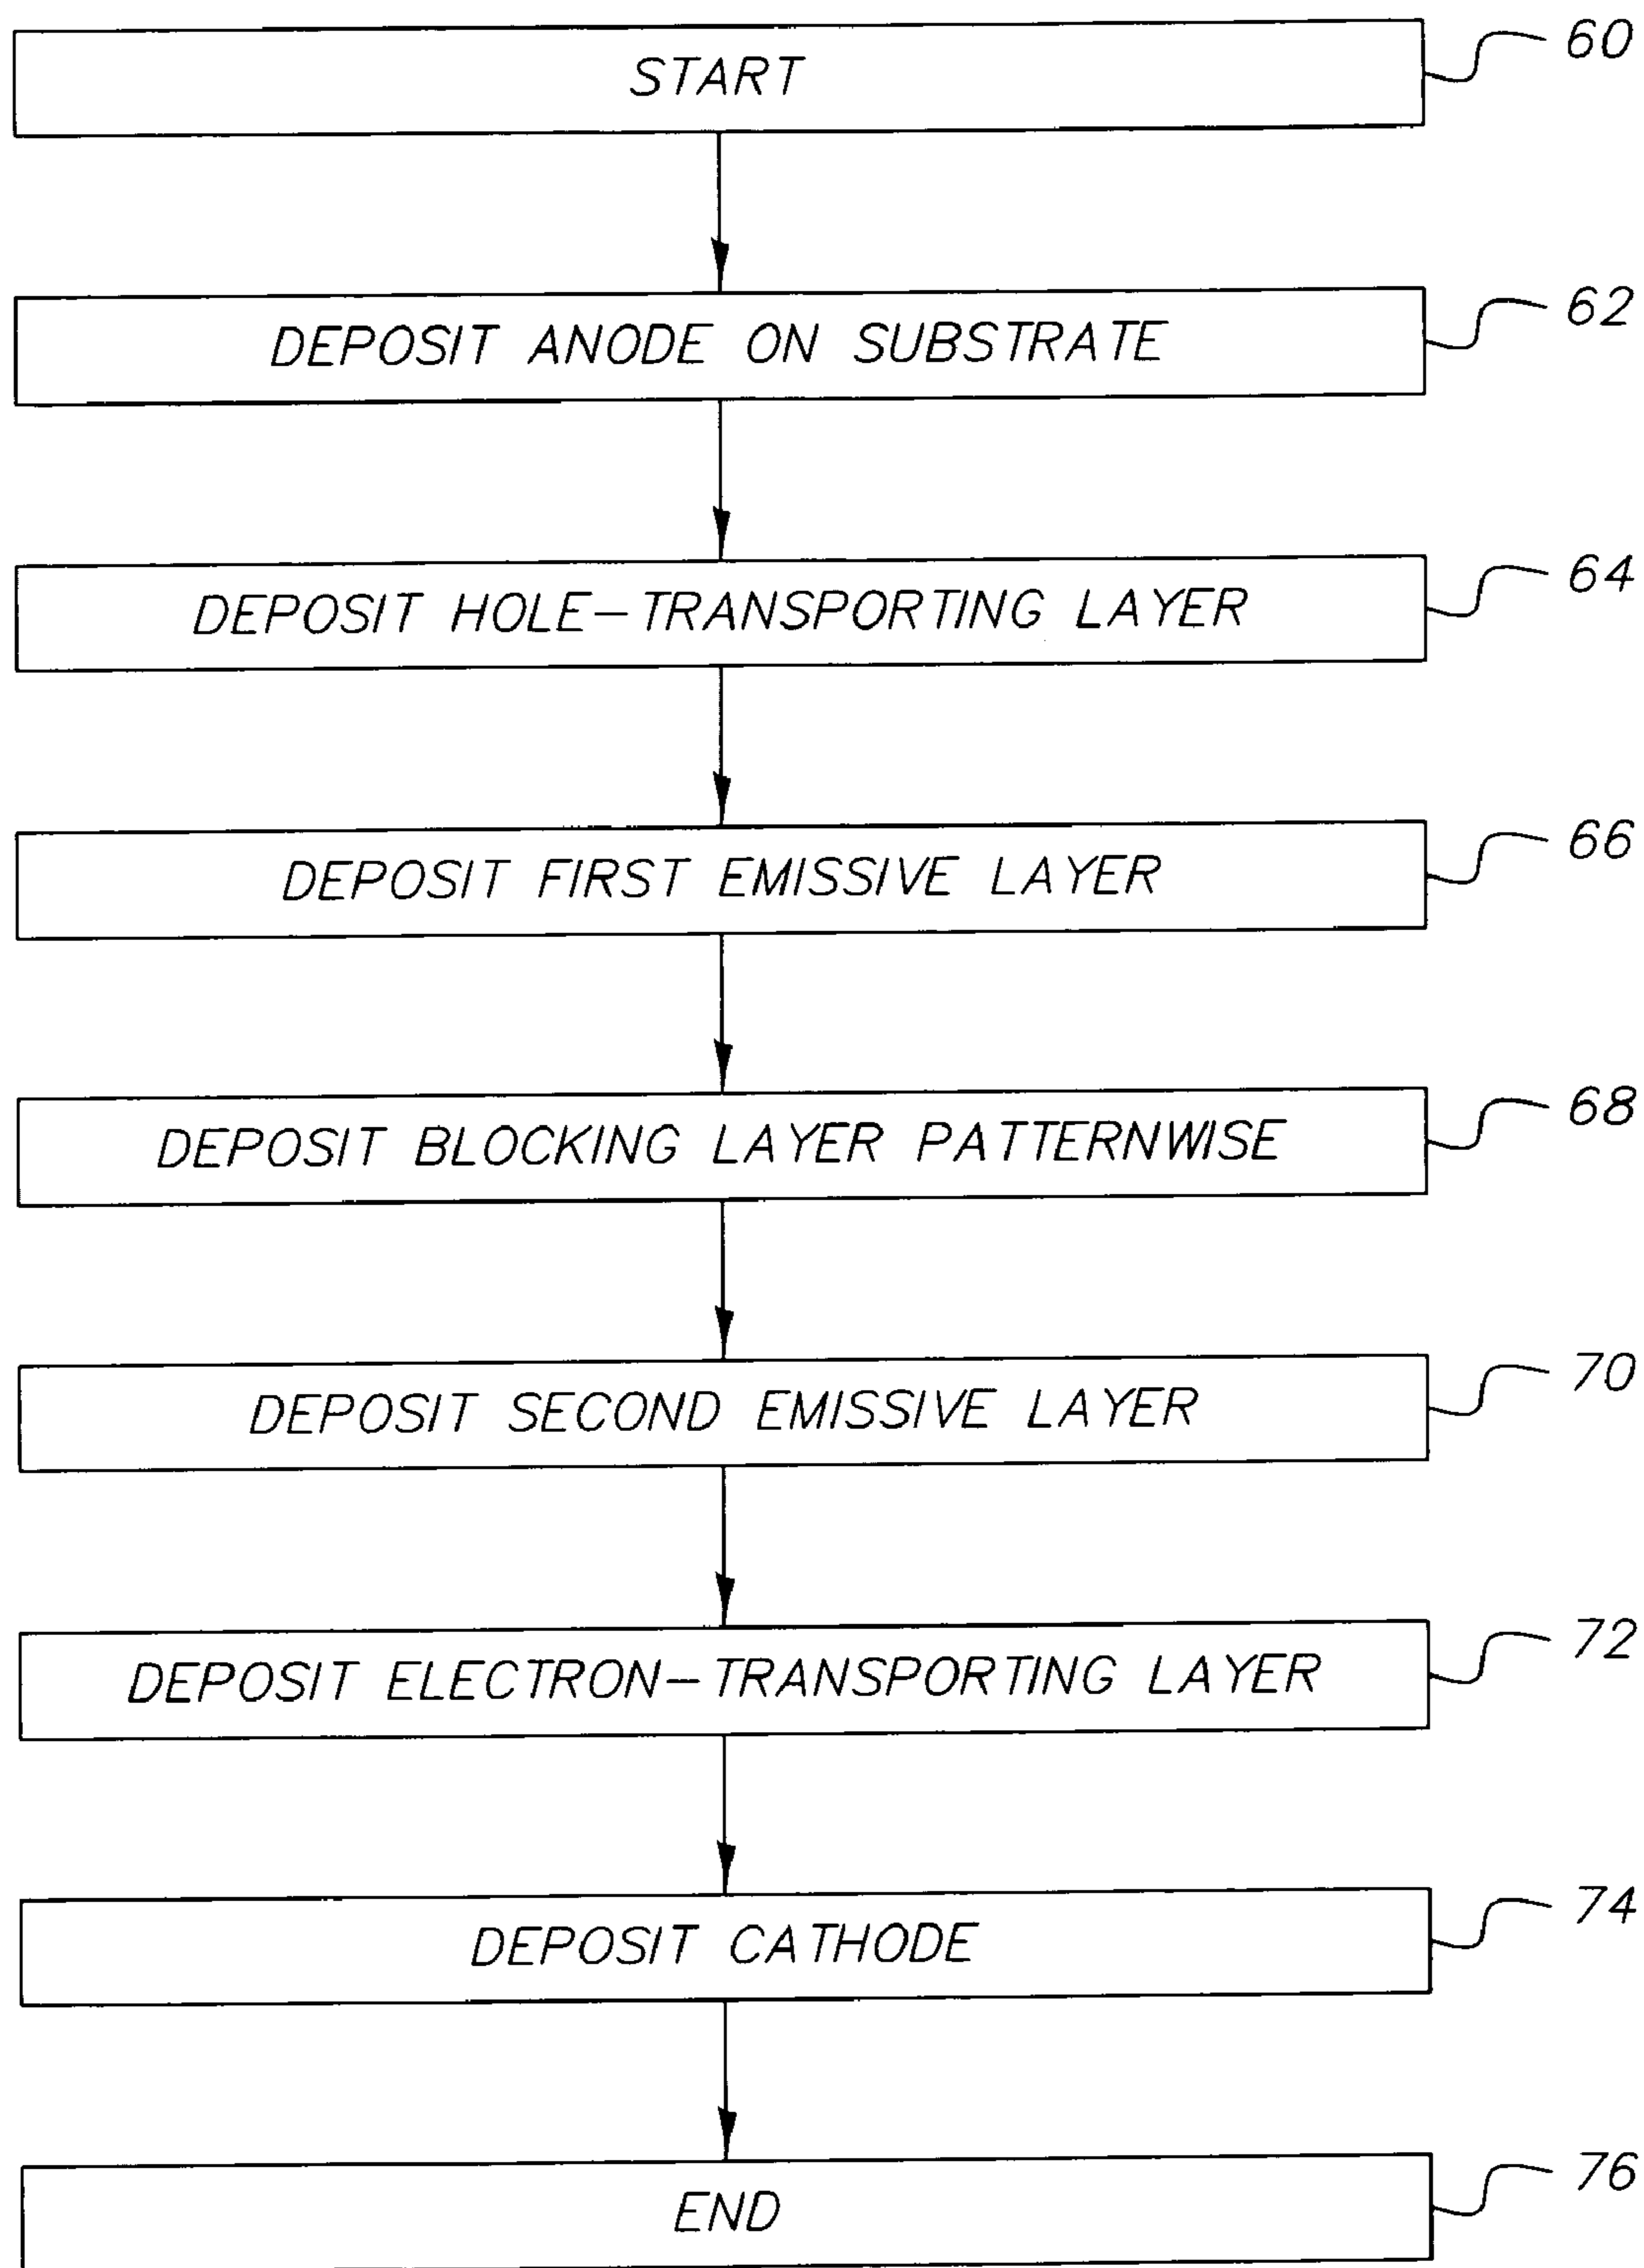 START
60
DEPOSIT ANODE ON SUBSTRATE
62
DEPOSIT HOLE-TRANSPORTING LAYER
64
DEPOSIT FIRST EMISSIVE LAYER
66
DEPOSIT BLOCKING LAYER PATTERNWISE
68
DEPOSIT SECOND EMISSIVE LAYER
70
DEPOSIT ELECTRON-TRANSPORTING LAYER
72
DEPOSIT CATHODE
74
END
76